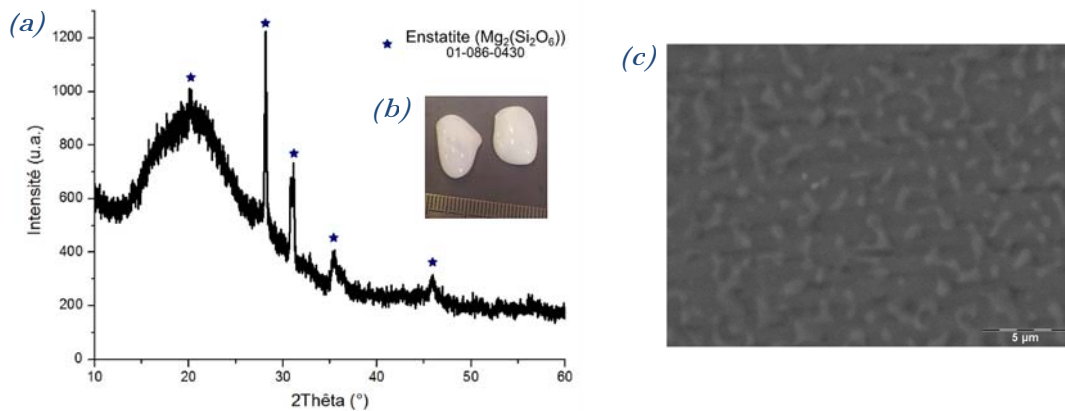 (a)
Enstatite (Mg₂(Si₂O₆))
01-086-0430
(b)
Intensité (u.a.)
1200
1000
800
600
400
200
0
10 20 30 40 50 60
2Thêta (°)
(c)
5 µm